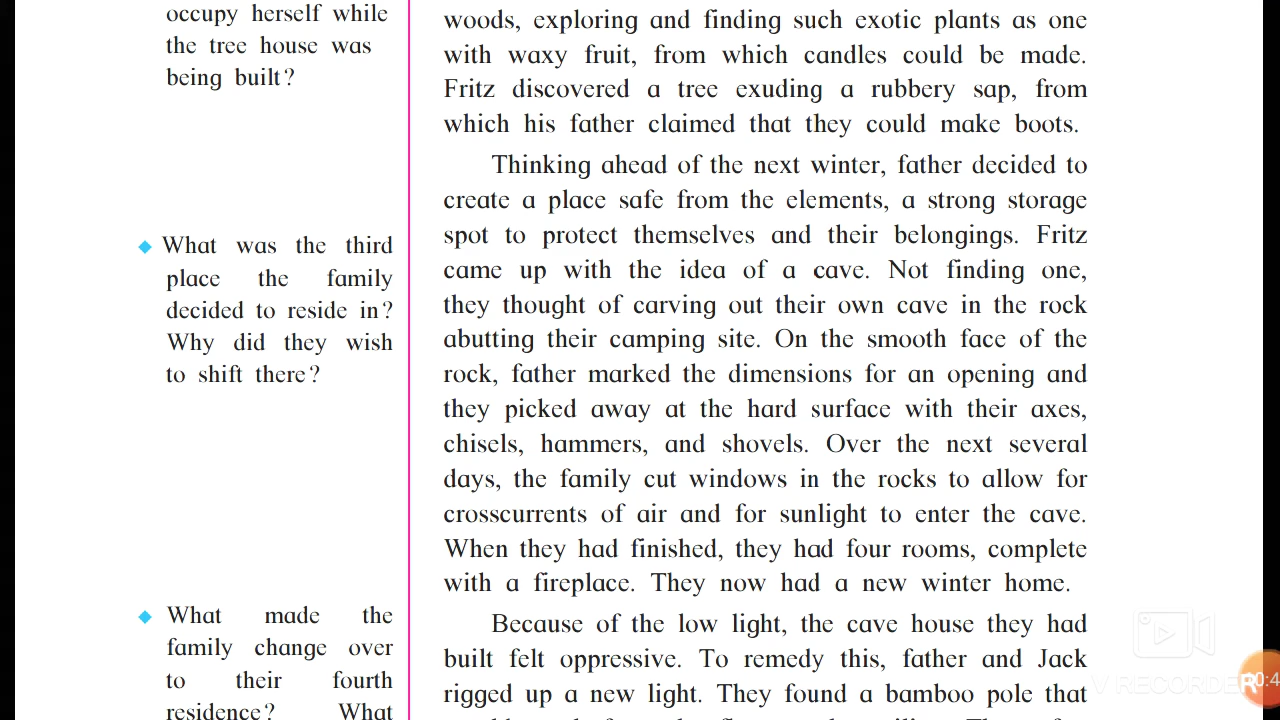 occupy herself while
the tree house was
being built?
◆ What was the third
place the family
decided to reside in?
Why did they wish
to shift there?
◆ What made the
family change over
to their fourth
residence? What
woods, exploring and finding such exotic plants as one
with waxy fruit, from which candles could be made.
Fritz discovered a tree exuding a rubbery sap, from
which his father claimed that they could make boots.
Thinking ahead of the next winter, father decided to
create a place safe from the elements, a strong storage
spot to protect themselves and their belongings. Fritz
came up with the idea of a cave. Not finding one,
they thought of carving out their own cave in the rock
abutting their camping site. On the smooth face of the
rock, father marked the dimensions for an opening and
they picked away at the hard surface with their axes,
chisels, hammers, and shovels. Over the next several
days, the family cut windows in the rocks to allow for
crosscurrents of air and for sunlight to enter the cave.
When they had finished, they had four rooms, complete
with a fireplace. They now had a new winter home.
Because of the low light, the cave house they had
built felt oppressive. To remedy this, father and Jack
rigged up a new light. They found a bamboo pole that
V RECORDER